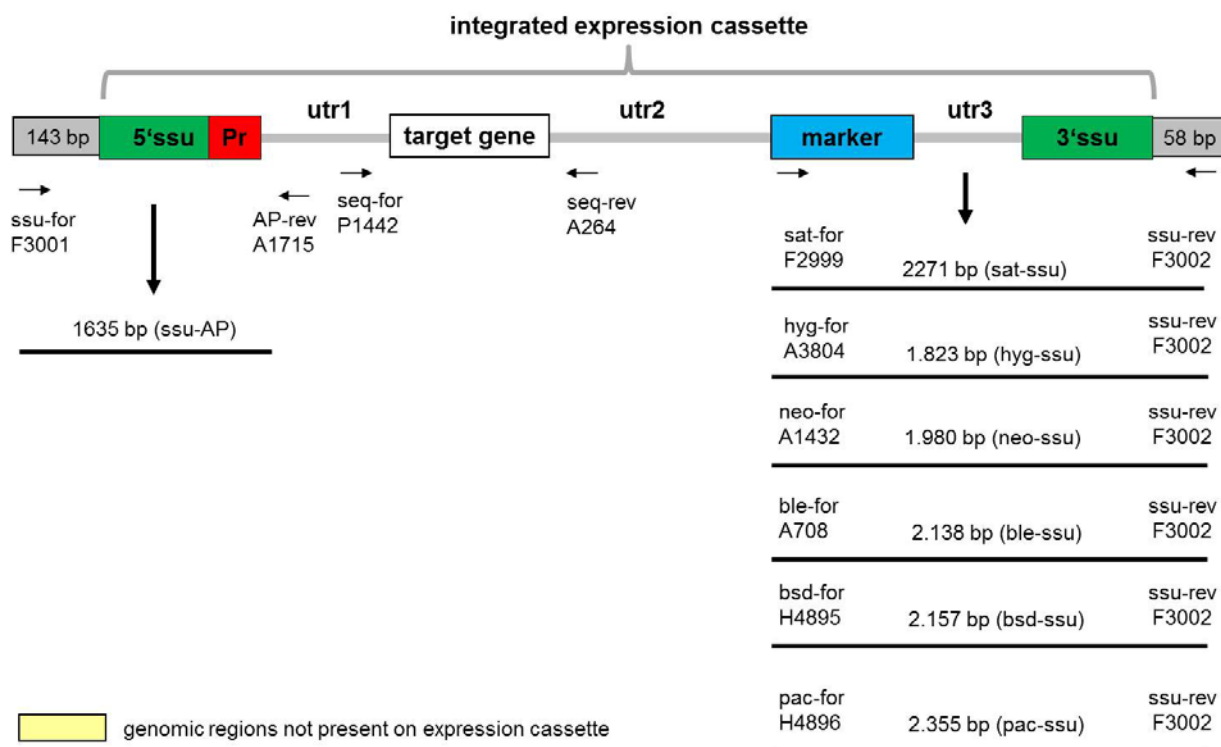 integrated expression cassette
utr1
utr2
utr3
143 bp
5‘ssu
Pr
target gene
marker
3‘ssu
58 bp
ssu-for
F3001
AP-rev
A1715
seq-for
P1442
seq-rev
A264
1635 bp (ssu-AP)
sat-for
F2999
2271 bp (sat-ssu)
ssu-rev
F3002
hyg-for
A3804
1.823 bp (hyg-ssu)
ssu-rev
F3002
neo-for
A1432
1.980 bp (neo-ssu)
ssu-rev
F3002
ble-for
A708
2.138 bp (ble-ssu)
ssu-rev
F3002
bsd-for
H4895
2.157 bp (bsd-ssu)
ssu-rev
F3002
pac-for
H4896
2.355 bp (pac-ssu)
ssu-rev
F3002
genomic regions not present on expression cassette